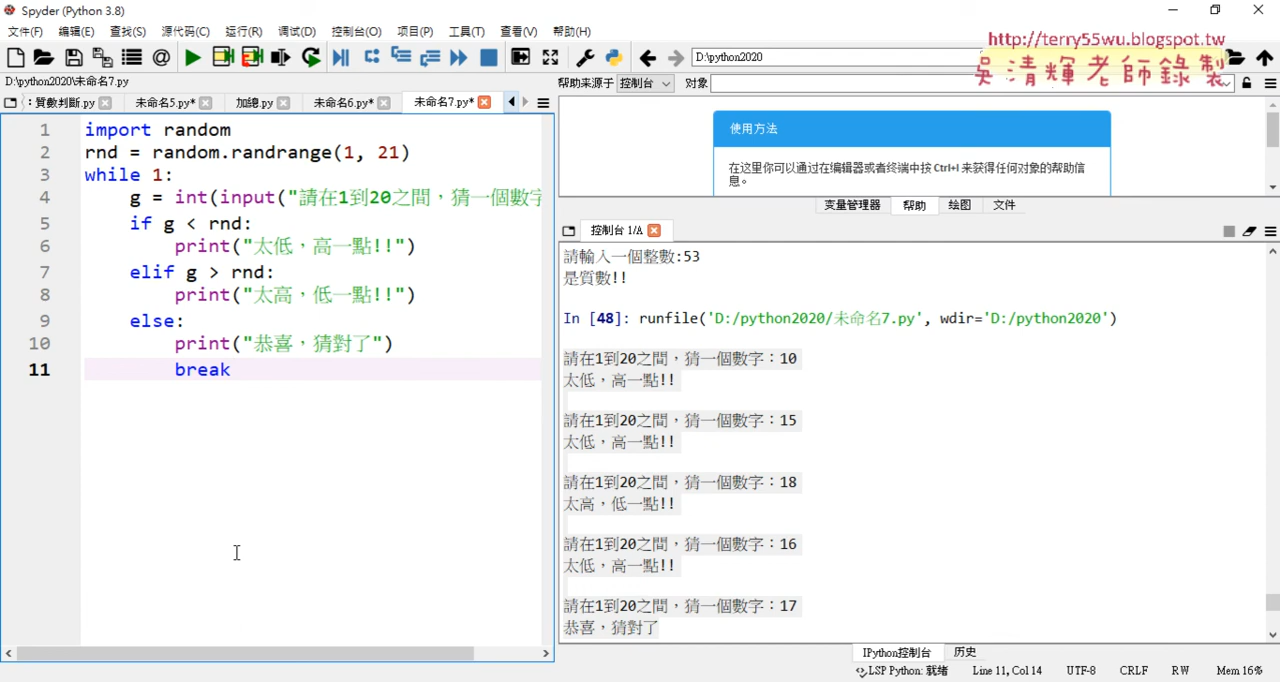 Spyder (Python 3.8)
文件(F) 编辑(E) 查找(S) 源代码(C) 运行(R) 调试(D) 控制台(O) 项目(P) 工具(T) 查看(V) 帮助(H)
D:\python2020
http://terry55wu.blogspot.tw
吳清輝老師錄製
D:\python2020\未命名7.py
帮助来源于 控制台 对象
質數判斷.py 未命名5.py* 加總.py 未命名6.py* 未命名7.py*
1 import random
2 rnd = random.randrange(1, 21)
3 while 1:
4 g = int(input("請在1到20之間，猜一個數字
5 if g < rnd:
6 print("太低，高一點!!")
7 elif g > rnd:
8 print("太高，低一點!!")
9 else:
10 print("恭喜，猜對了")
11 break
使用方法
在这里你可以通过在编辑器或者终端中按 Ctrl+I 来获得任何对象的帮助信
息。
变量管理器 帮助 绘图 文件
控制台 1/A
請輸入一個整數:53
是質數!!
In [48]: runfile('D:/python2020/未命名7.py', wdir='D:/python2020')
請在1到20之間，猜一個數字：10
太低，高一點!!
請在1到20之間，猜一個數字：15
太低，高一點!!
請在1到20之間，猜一個數字：18
太高，低一點!!
請在1到20之間，猜一個數字：16
太低，高一點!!
請在1到20之間，猜一個數字：17
恭喜，猜對了
IPython控制台 历史
LSP Python: 就绪 Line 11, Col 14 UTF-8 CRLF RW Mem 16%